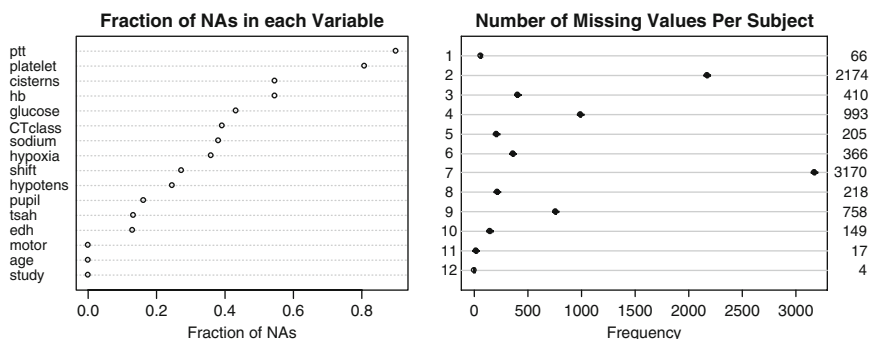 Fraction of NAs in each Variable
ptt
platelet
cisterns
hb
glucose
CTclass
sodium
hypoxia
shift
hypotens
pupil
tsah
edh
motor
age
study
0.0 0.2 0.4 0.6 0.8
Fraction of NAs
Number of Missing Values Per Subject
1 66
2 2174
3 410
4 993
5 205
6 366
7 3170
8 218
9 758
10 149
11 17
12 4
0 500 1000 1500 2000 2500 3000
Frequency